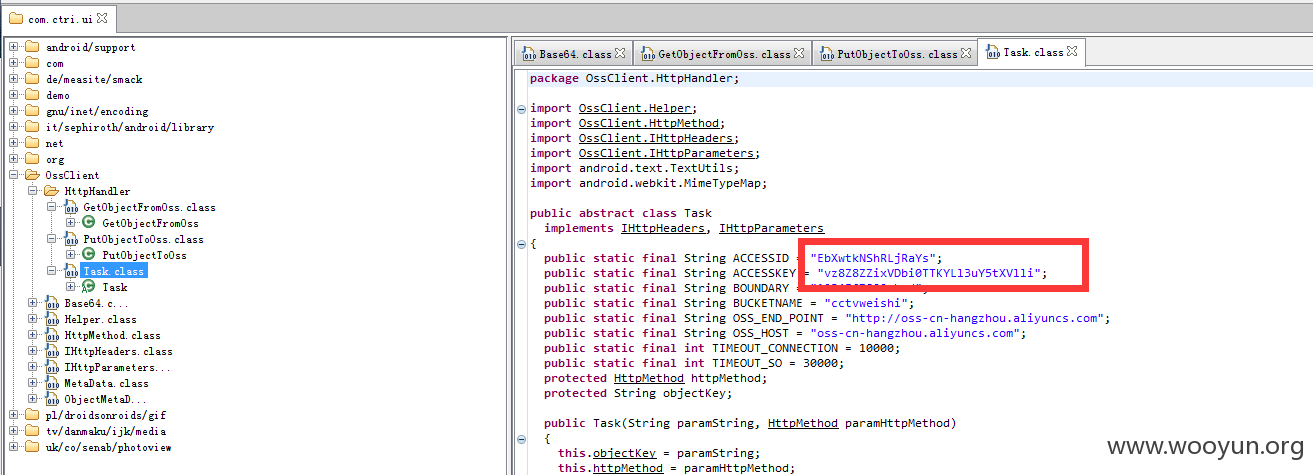 com.ctri.ui
android/support
com
de/measite/smack
demo
gnu/inet/encoding
it/sephiroth/android/library
net
org
OssClient
HttpHandler
GetObjectFromOss.class
GetObjectFromOss
PutObjectToOss.class
PutObjectToOss
Task.class
Task
Base64.c...
Helper.class
HttpMethod.class
IHttpHeaders.class
IHttpParameters...
MetaData.class
ObjectMetaD...
pl/droidsonroids/gif
tv/danmaku/ijk/media
uk/co/senab/photoview
Base64.class GetObjectFromOss.class PutObjectToOss.class Task.class
package OssClient.HttpHandler;
import OssClient.Helper;
import OssClient.HttpMethod;
import OssClient.IHttpHeaders;
import OssClient.IHttpParameters;
import android.text.TextUtils;
import android.webkit.MimeTypeMap;
public abstract class Task
implements IHttpHeaders, IHttpParameters
{
public static final String ACCESSID = "EbXwtkNShRLjRaYs";
public static final String ACCESSKEY = "vz8Z8ZZixVDbi0TTKYLl3uY5tXVlli";
public static final String BOUNDARY =
public static final String BUCKETNAME = "cctvweishi";
public static final String OSS_END_POINT = "http://oss-cn-hangzhou.aliyuncs.com";
public static final String OSS_HOST = "oss-cn-hangzhou.aliyuncs.com";
public static final int TIMEOUT_CONNECTION = 10000;
public static final int TIMEOUT_SO = 30000;
protected HttpMethod httpMethod;
protected String objectKey;
public Task(String paramString, HttpMethod paramHttpMethod)
{
this.objectKey = paramString;
this.httpMethod = paramHttpMethod;
www.wooyun.org